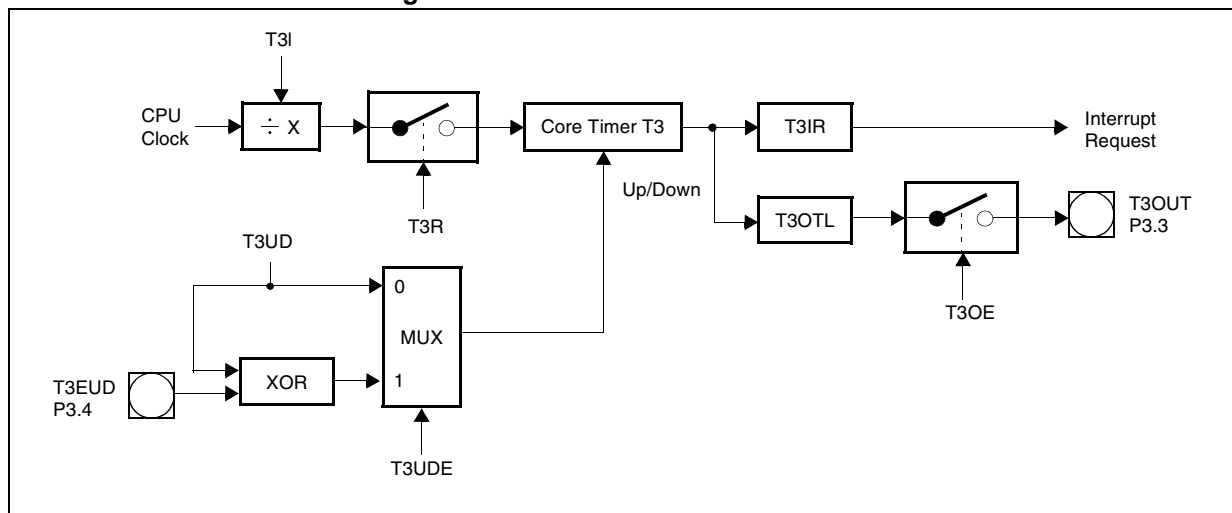 T3I
CPU
Clock
÷ X
Core Timer T3
T3IR
Interrupt
Request
T3R
Up/Down
T3OTL
T3OUT
P3.3
T3OE
T3UD
0
MUX
1
XOR
T3EUD
P3.4
T3UDE